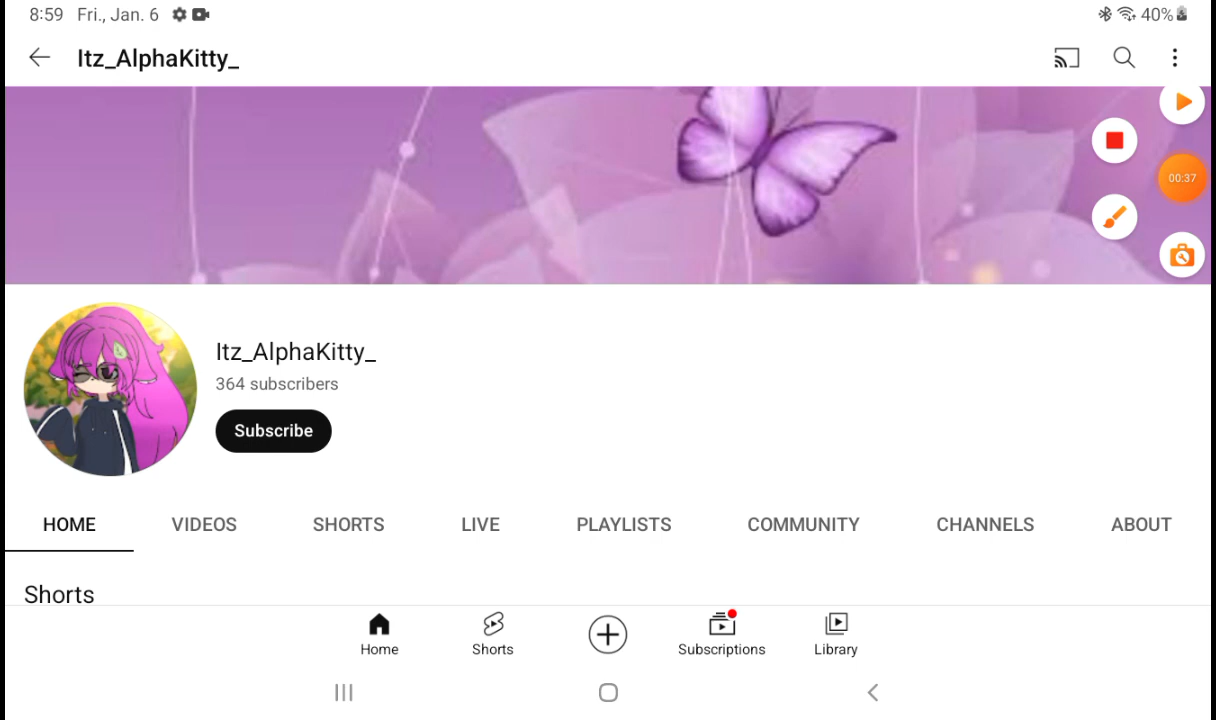 8:59 Fri., Jan. 6 40%
Itz_AlphaKitty_
00:37
Itz_AlphaKitty_
364 subscribers
Subscribe
HOME VIDEOS SHORTS LIVE PLAYLISTS COMMUNITY CHANNELS ABOUT
Shorts
Home Shorts Subscriptions Library